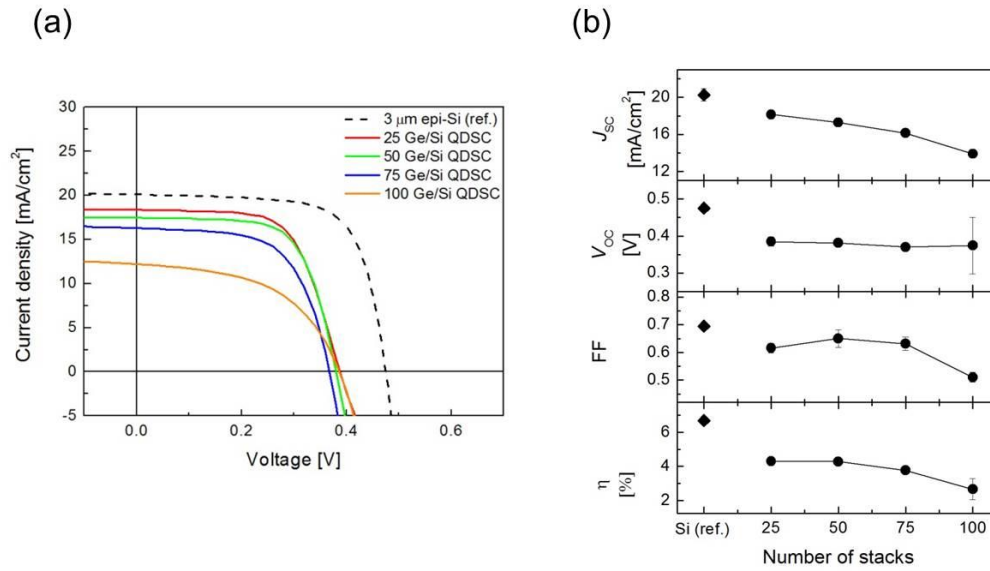 (a)
30
25
20
15
10
5
0
-5
Current density [mA/cm²]
0.0
0.2
0.4
0.6
Voltage [V]
3 μm epi-Si (ref.)
25 Ge/Si QDSC
50 Ge/Si QDSC
75 Ge/Si QDSC
100 Ge/Si QDSC
(b)
J_SC
[mA/cm²]
20
16
12
V_OC
[V]
0.4
0.3
FF
0.8
0.7
0.6
0.5
η
[%]
6
4
2
Si (ref.)
25
50
75
100
Number of stacks